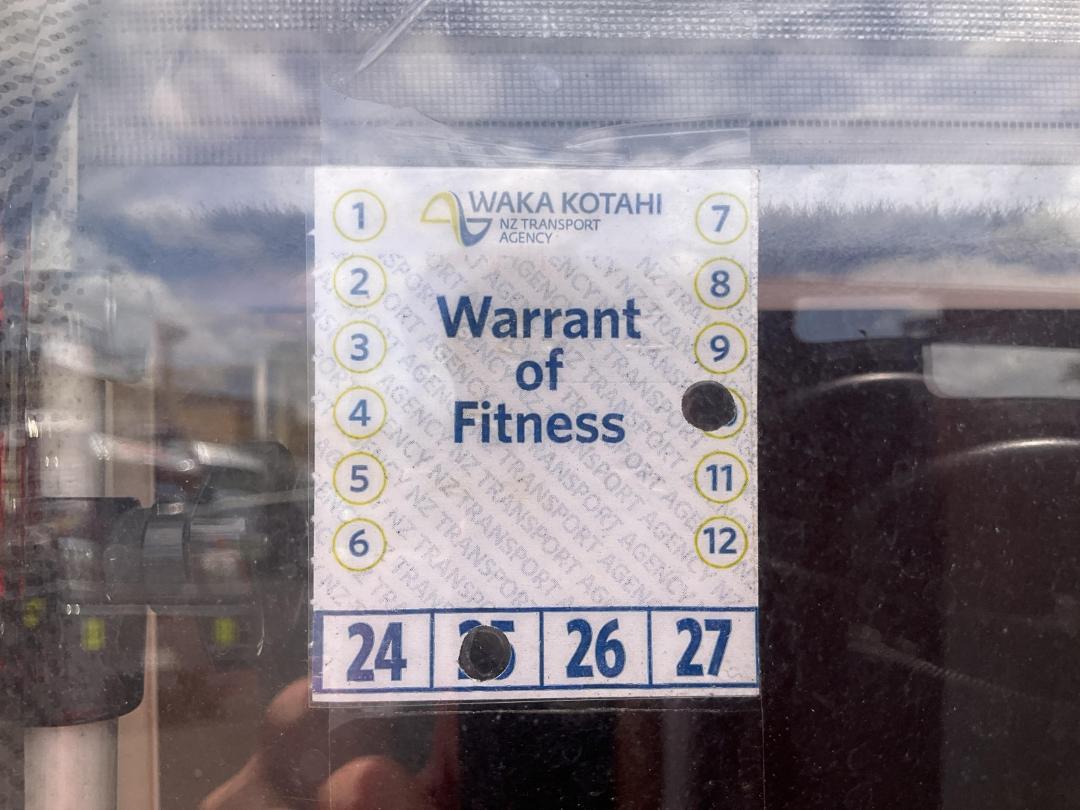 WAKA KOTAHI
NZ TRANSPORT
AGENCY
Warrant
of
Fitness
1
2
3
4
5
6
7
8
9
11
12
24
26
27